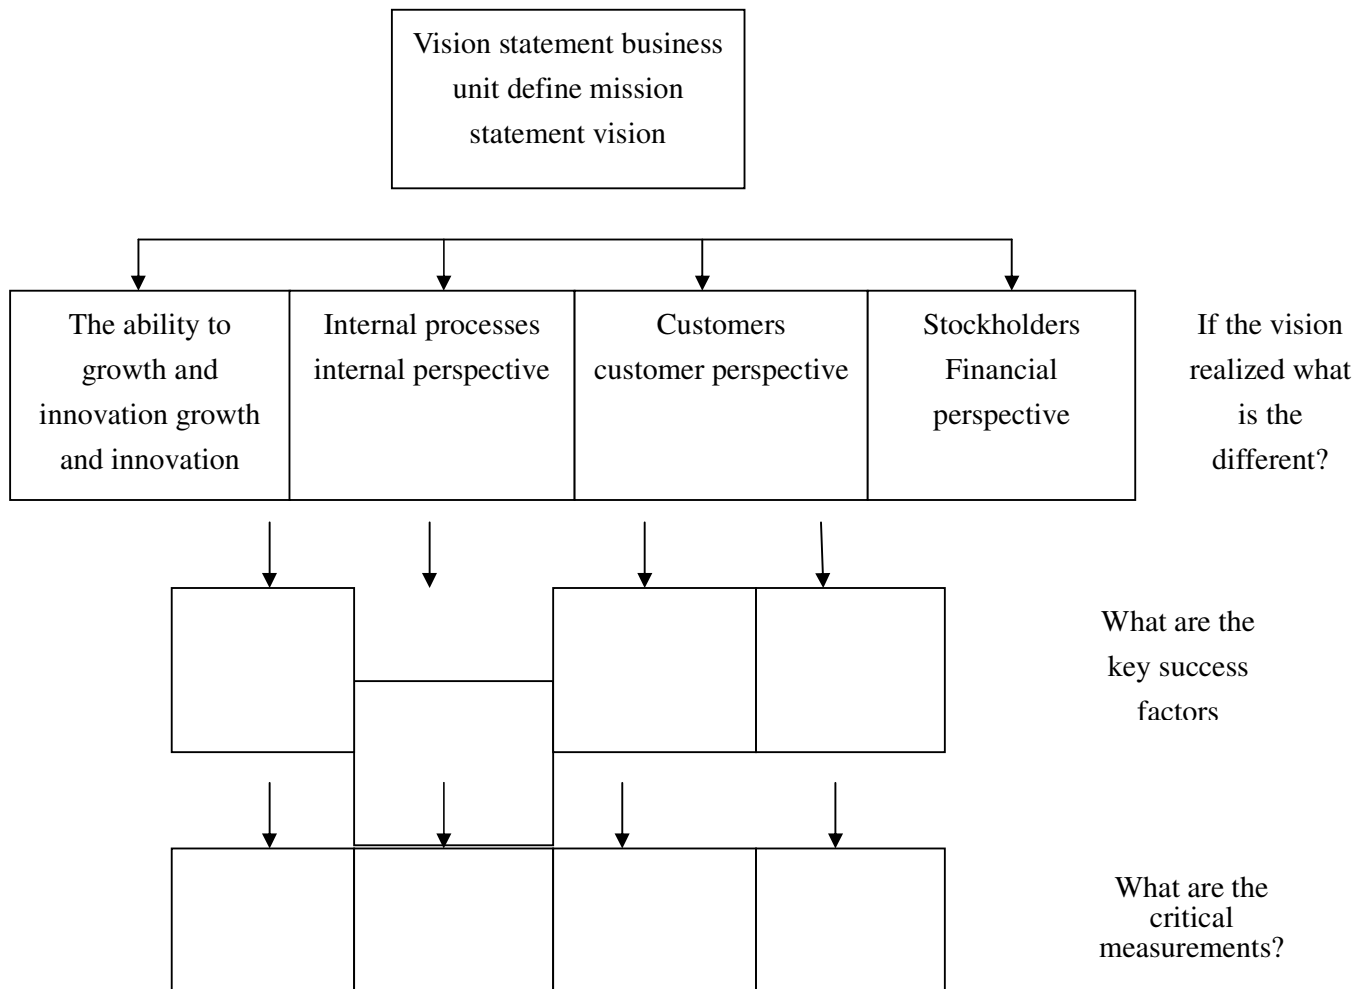 Vision statement business
unit define mission
statement vision
The ability to
growth and
innovation growth
and innovation
Internal processes
internal perspective
Customers
customer perspective
Stockholders
Financial
perspective
If the vision
realized what
is the
different?
What are the
key success
factors
What are the
critical
measurements?